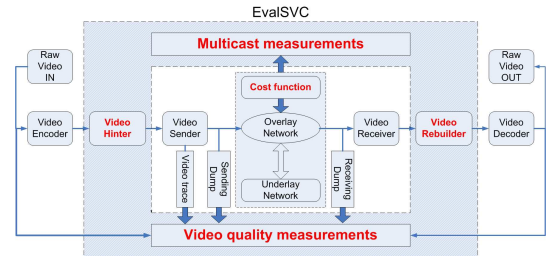 EvalSVC
Raw
Video
IN
Multicast measurements
Raw
Video
OUT
Cost function
Video
Encoder
Video
Hinter
Video
Sender
Overlay
Network
Video
Receiver
Video
Rebuilder
Video
Decoder
Video trace
Sending
Dump
Underlay
Network
Receiving
Dump
Video quality measurements